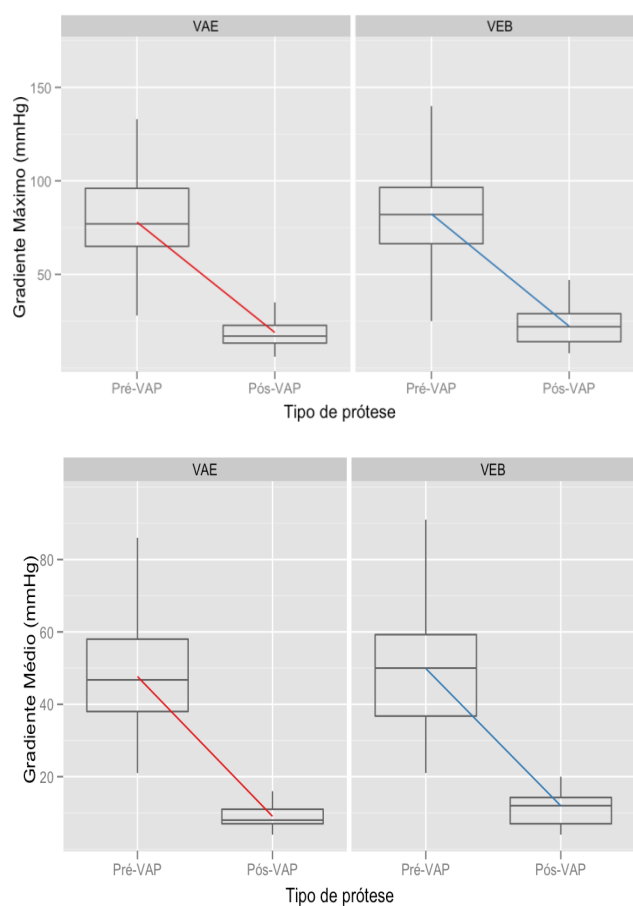 VAE VEB
Gradiente Máximo (mmHg)
150
100
50
Pré-VAP Pós-VAP Pré-VAP Pós-VAP
Tipo de prótese
VAE VEB
Gradiente Médio (mmHg)
80
60
40
20
Pré-VAP Pós-VAP Pré-VAP Pós-VAP
Tipo de prótese